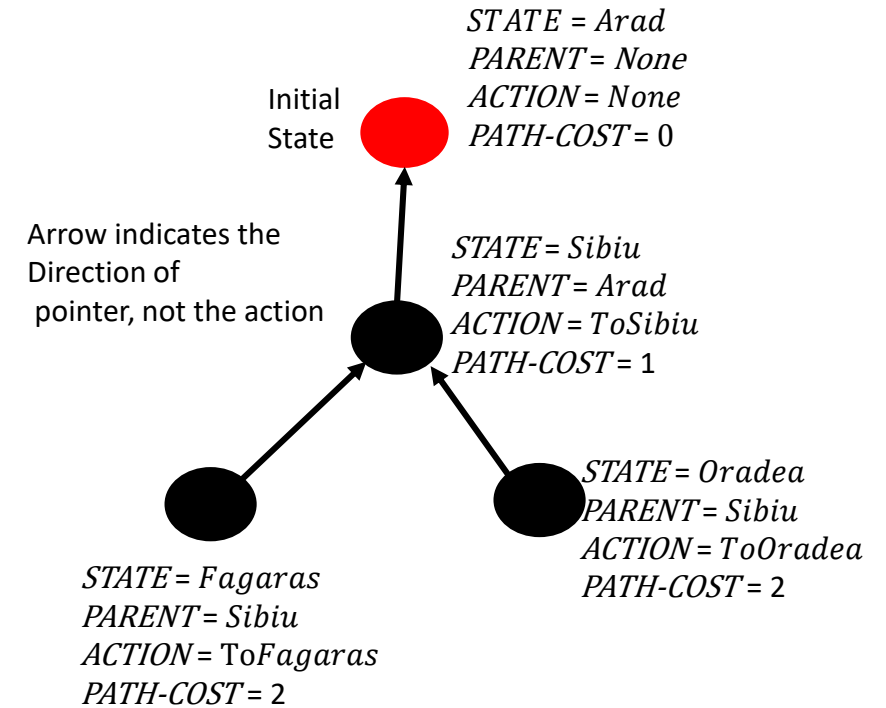 STATE = Arad
PARENT = None
ACTION = None
PATH-COST = 0
Initial
State
Arrow indicates the
Direction of
pointer, not the action
STATE = Sibiu
PARENT = Arad
ACTION = ToSibiu
PATH-COST = 1
STATE = Oradea
PARENT = Sibiu
ACTION = ToOradea
PATH-COST = 2
STATE = Fagaras
PARENT = Sibiu
ACTION = ToFagaras
PATH-COST = 2